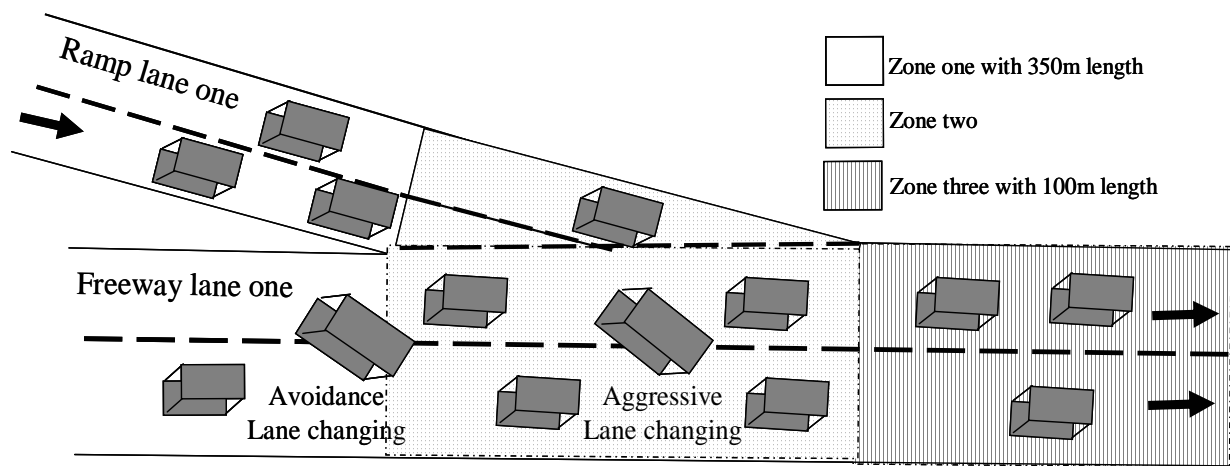 Ramp lane one
Zone one with 350m length
Zone two
Zone three with 100m length
Freeway lane one
Avoidance
Lane changing
Aggressive
Lane changing